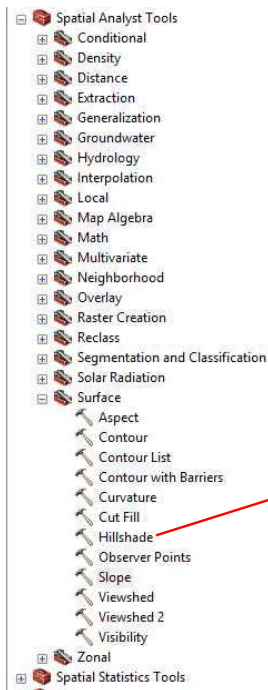 Spatial Analyst Tools
Conditional
Density
Distance
Extraction
Generalization
Groundwater
Hydrology
Interpolation
Local
Map Algebra
Math
Multivariate
Neighborhood
Overlay
Raster Creation
Reclass
Segmentation and Classification
Solar Radiation
Surface
Aspect
Contour
Contour List
Contour with Barriers
Curvature
Cut Fill
Hillshade
Observer Points
Slope
Viewshed
Viewshed 2
Visibility
Zonal
Spatial Statistics Tools